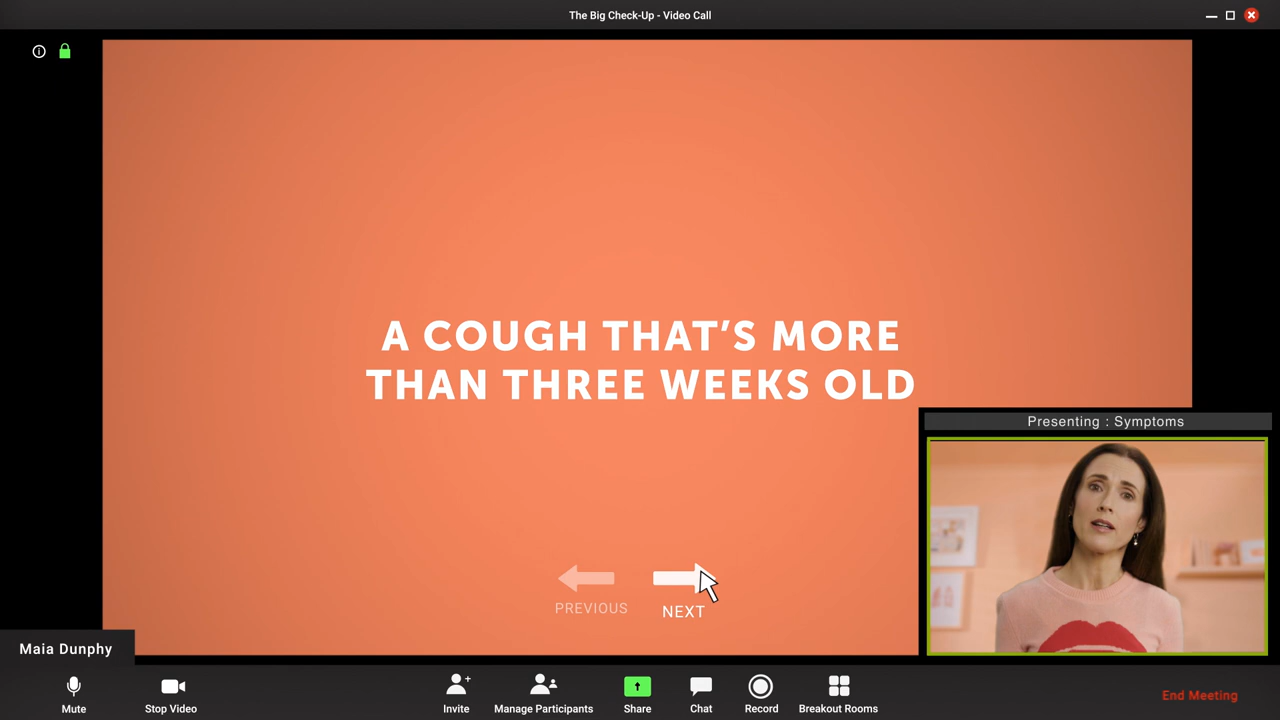 The Big Check-Up - Video Call
A COUGH THAT'S MORE
THAN THREE WEEKS OLD
PREVIOUS
NEXT
Presenting : Symptoms
Maia Dunphy
Mute
Stop Video
Invite
Manage Participants
Share
Chat
Record
Breakout Rooms
End Meeting